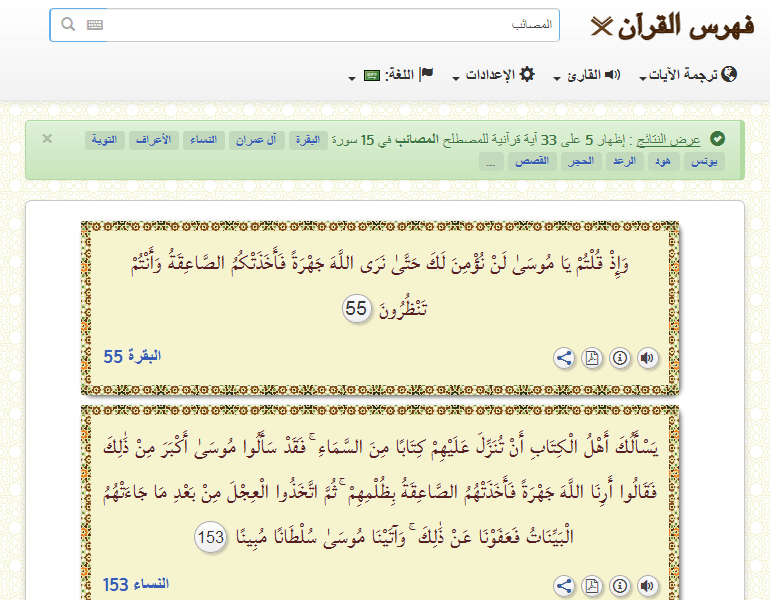 فهرس القرآن
المصائب
ترجمة الآيات
القارئ
الإعدادات
اللغة:
عرض النتائج : إظهار 5 على 33 آية قرآنية للمصطلح المصائب في 15 سورة البقرة آل عمران النساء الأعراف التوبة
يونس هود الرعد الحجر القصص ...
وَإِذْ قُلْتُمْ يَا مُوسَىٰ لَنْ نُؤْمِنَ لَكَ حَتَّىٰ نَرَى اللَّهَ جَهْرَةً فَأَخَذَتْكُمُ الصَّاعِقَةُ وَأَنْتُمْ
تَنْظُرُونَ 55
البقرة 55
يَسْأَلُكَ أَهْلُ الْكِتَابِ أَنْ تُنَزِّلَ عَلَيْهِمْ كِتَابًا مِنَ السَّمَاءِ ۚ فَقَدْ سَأَلُوا مُوسَىٰ أَكْبَرَ مِنْ ذَٰلِكَ
فَقَالُوا أَرِنَا اللَّهَ جَهْرَةً فَأَخَذَتْهُمُ الصَّاعِقَةُ بِظُلْمِهِمْ ۚ ثُمَّ اتَّخَذُوا الْعِجْلَ مِنْ بَعْدِ مَا جَاءَتْهُمُ
الْبَيِّنَاتُ فَعَفَوْنَا عَنْ ذَٰلِكَ ۚ وَآتَيْنَا مُوسَىٰ سُلْطَانًا مُبِينًا 153
النساء 153